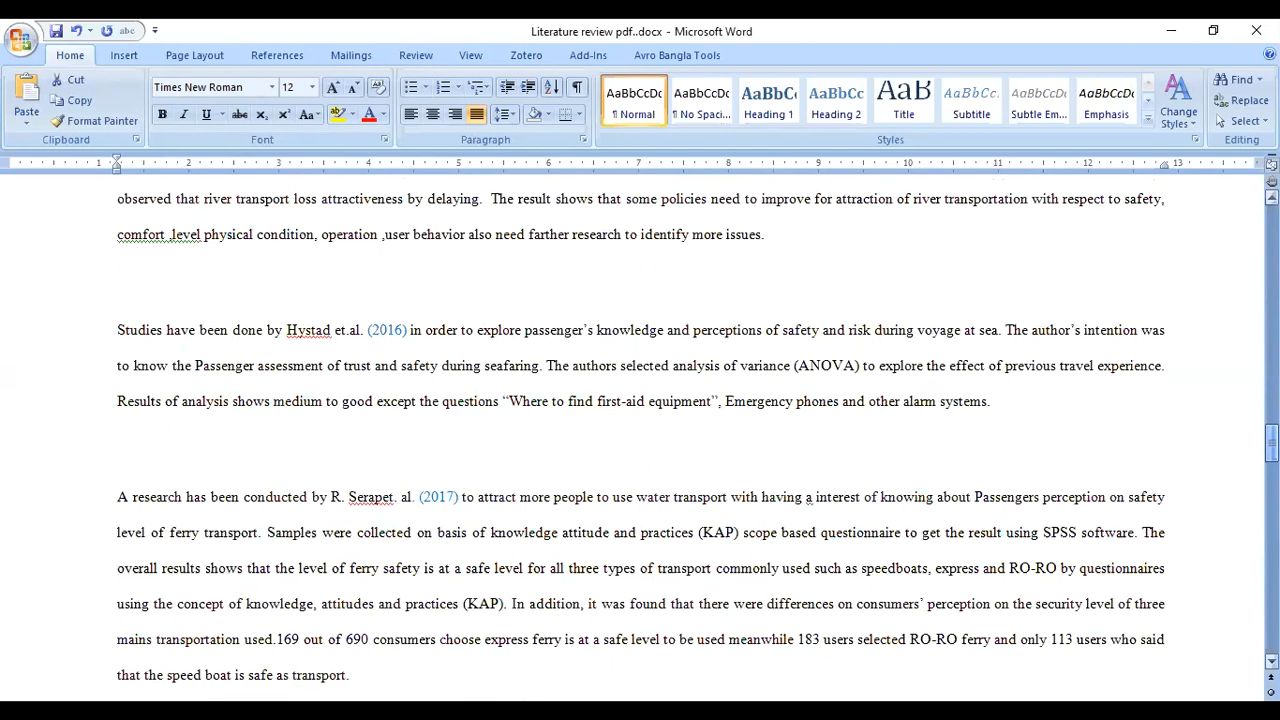 Literature review pdf..docx - Microsoft Word
Home Insert Page Layout References Mailings Review View Zotero Add-Ins Avro Bangla Tools
Paste Cut Copy Format Painter
Clipboard
Times New Roman 12
Font
Paragraph
AaBbCcDc AaBbCcDc AaBbC( AaBbCc AaB AaBbCc. AaBbCcDc AaBbCcDc
¶ Normal ¶ No Spaci... Heading 1 Heading 2 Title Subtitle Subtle Em... Emphasis
Change Styles
Styles
Find Replace Select
Editing
1 1 2 3 4 5 6 7 8 9 10 11 12 13
observed that river transport loss attractiveness by delaying. The result shows that some policies need to improve for attraction of river transportation with respect to safety,
comfort ,level physical condition, operation ,user behavior also need farther research to identify more issues.
Studies have been done by Hystad et.al. (2016) in order to explore passenger’s knowledge and perceptions of safety and risk during voyage at sea. The author’s intention was
to know the Passenger assessment of trust and safety during seafaring. The authors selected analysis of variance (ANOVA) to explore the effect of previous travel experience.
Results of analysis shows medium to good except the questions “Where to find first-aid equipment”, Emergency phones and other alarm systems.
A research has been conducted by R. Serapet. al. (2017) to attract more people to use water transport with having a interest of knowing about Passengers perception on safety
level of ferry transport. Samples were collected on basis of knowledge attitude and practices (KAP) scope based questionnaire to get the result using SPSS software. The
overall results shows that the level of ferry safety is at a safe level for all three types of transport commonly used such as speedboats, express and RO-RO by questionnaires
using the concept of knowledge, attitudes and practices (KAP). In addition, it was found that there were differences on consumers’ perception on the security level of three
mains transportation used.169 out of 690 consumers choose express ferry is at a safe level to be used meanwhile 183 users selected RO-RO ferry and only 113 users who said
that the speed boat is safe as transport.